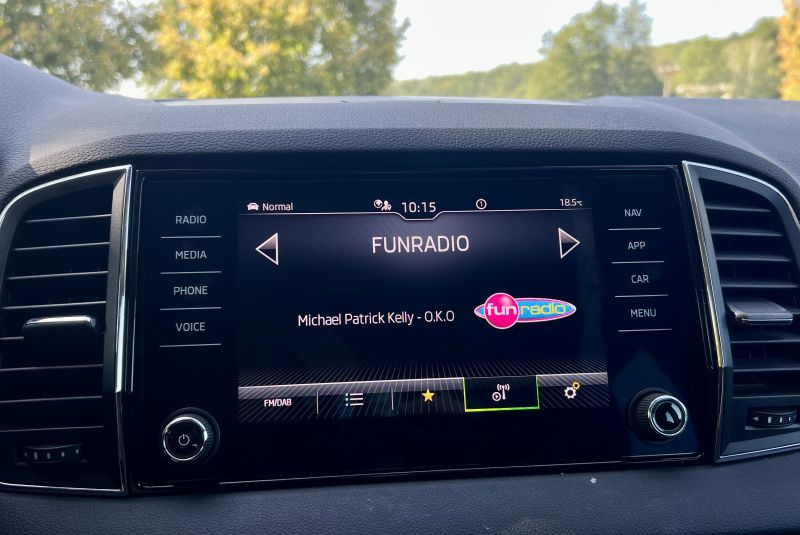 Normal
10:15
18.5°C
RADIO
MEDIA
PHONE
VOICE
FUNRADIO
Michael Patrick Kelly - O.K.O
fun radio
FM/DAB
NAV
APP
CAR
MENU